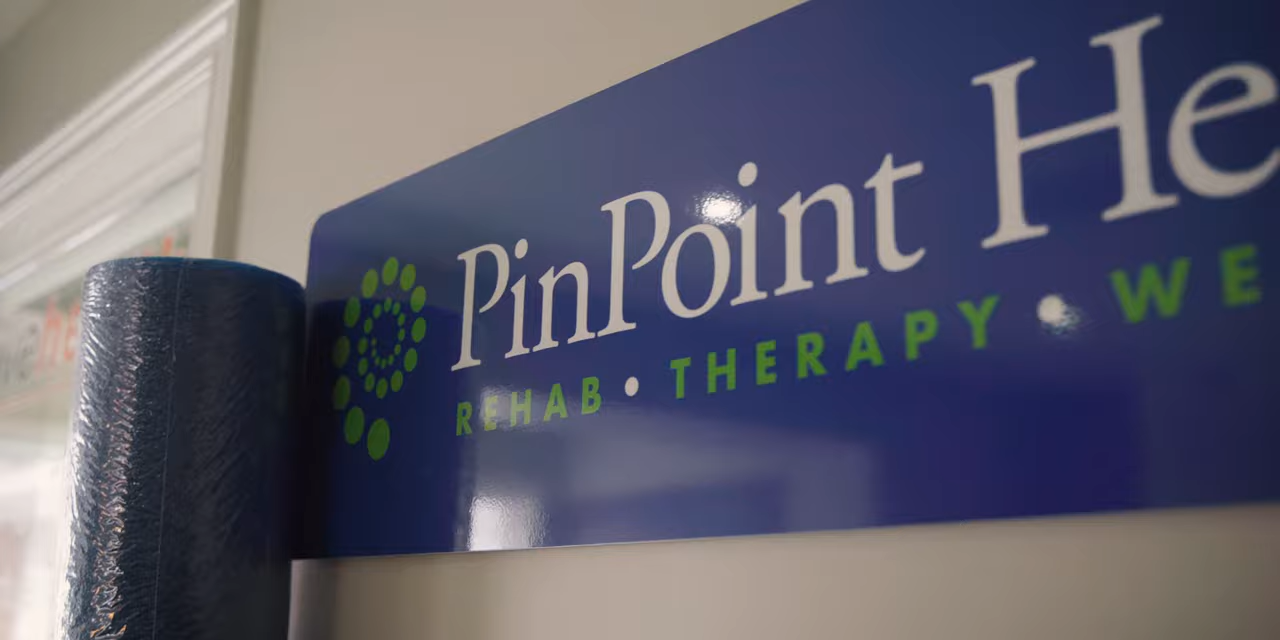 PinPoint He
REHAB • THERAPY • WE